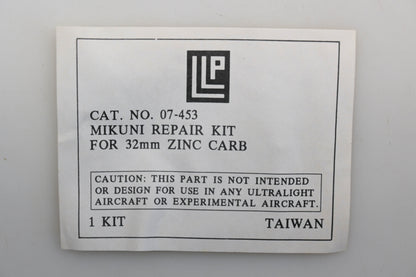 LLP
CAT. NO. 07-453
MIKUNI REPAIR KIT
FOR 32mm ZINC CARB
CAUTION: THIS PART IS NOT INTENDED
OR DESIGN FOR USE IN ANY ULTRALIGHT
AIRCRAFT OR EXPERIMENTAL AIRCRAFT.
1 KIT TAIWAN